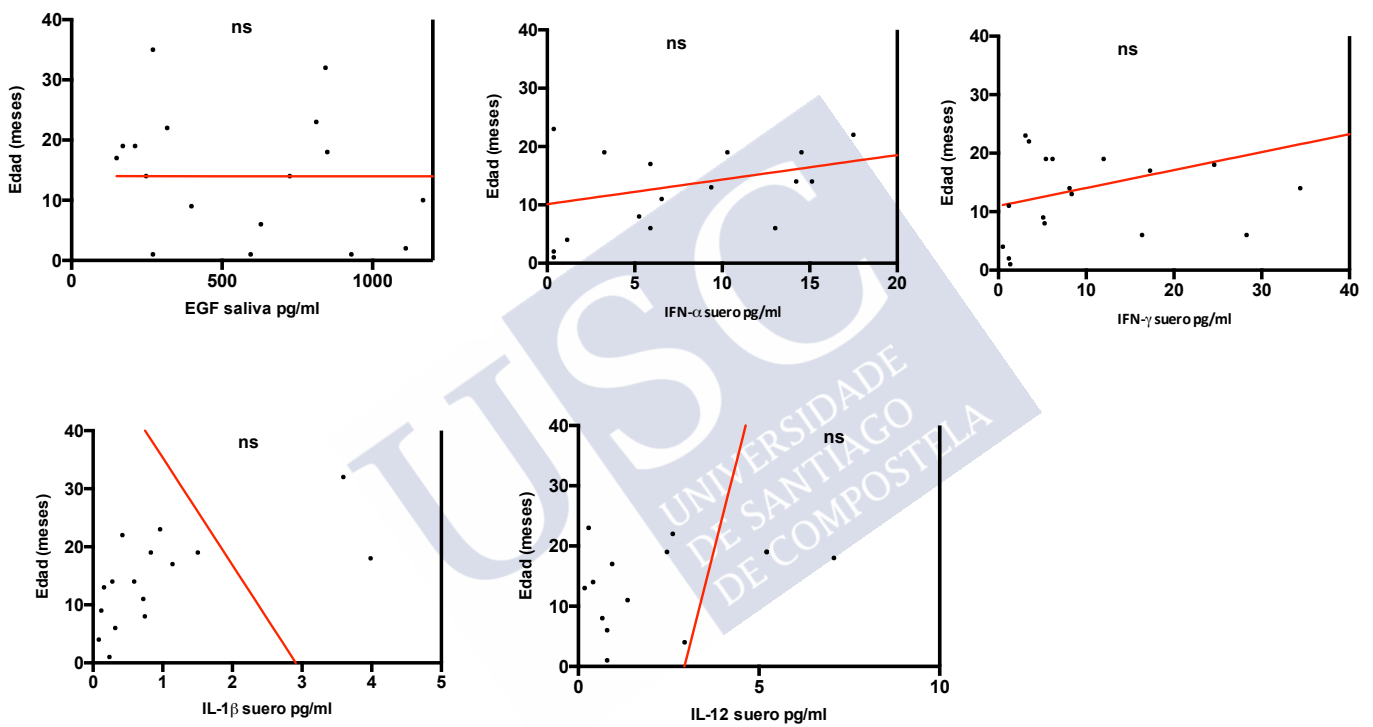 ns
Edad (meses)
40
30
20
10
0
0 500 1000
EGF saliva pg/ml
ns
Edad (meses)
40
30
20
10
0
0 5 10 15 20
IFN-α suero pg/ml
ns
Edad (meses)
40
30
20
10
0
0 10 20 30 40
IFN-γ suero pg/ml
ns
Edad (meses)
40
30
20
10
0
0 1 2 3 4 5
IL-1β suero pg/ml
ns
Edad (meses)
40
30
20
10
0
0 5 10
IL-12 suero pg/ml
USC
UNIVERSIDADE
DE SANTIAGO
DE COMPOSTELA